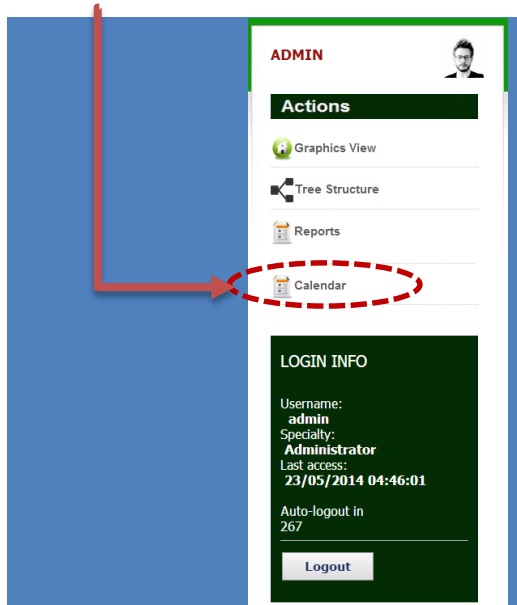 ADMIN
Actions
Graphics View
Tree Structure
Reports
Calendar
LOGIN INFO
Username:
admin
Specialty:
Administrator
Last access:
23/05/2014 04:46:01
Auto-logout in
267
Logout